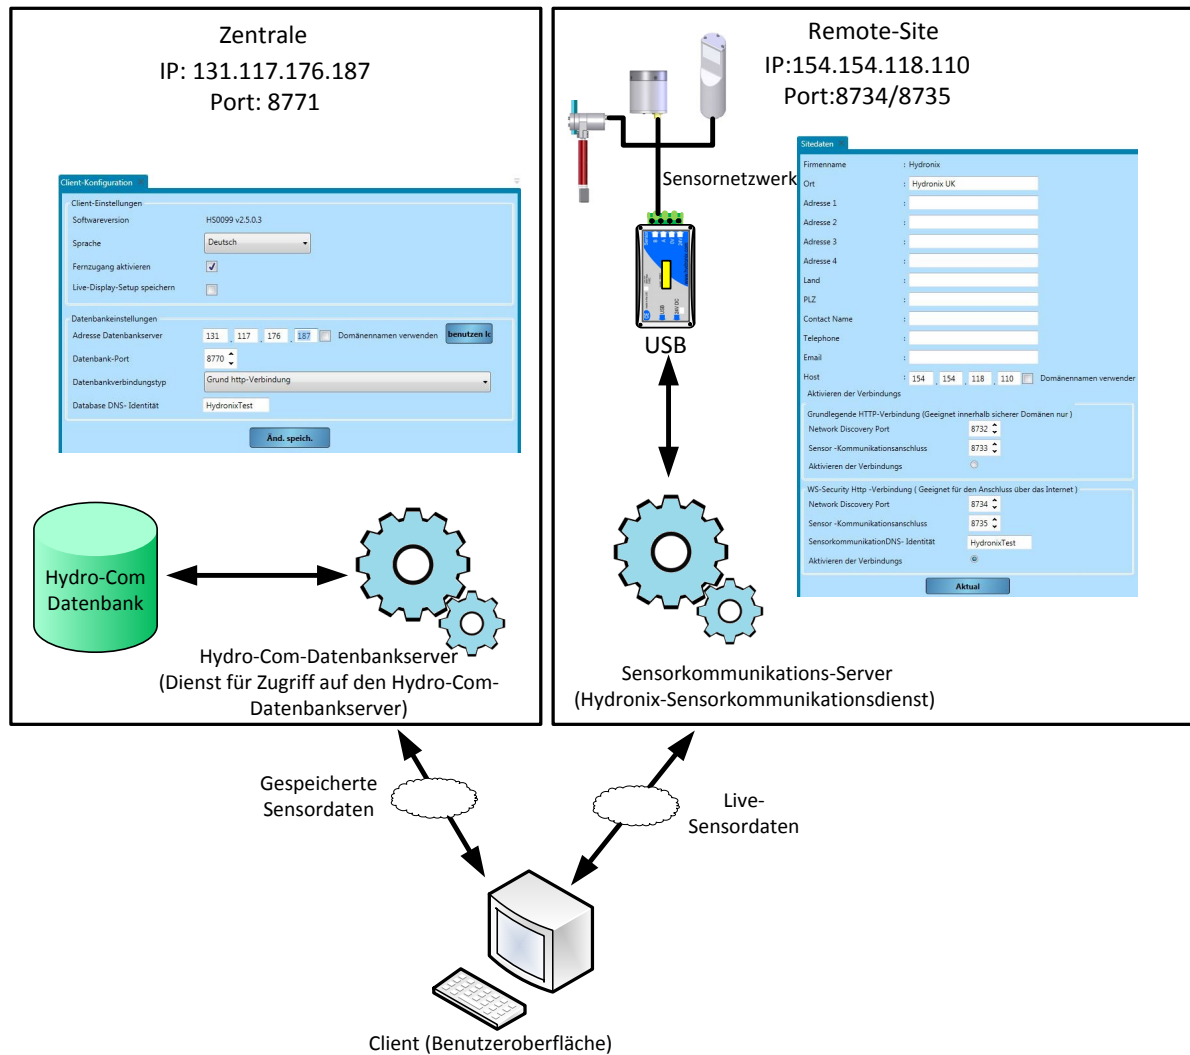 Zentrale
IP: 131.117.176.187
Port: 8771
Client-Konfiguration
Client-Einstellungen
Softwareversion HS0099 v2.5.0.3
Sprache Deutsch
Fernzugang aktivieren
Live-Display-Setup speichern
Datenbankeinstellungen
Adresse Datenbankserver 131 . 117 . 176 . 187 Domänennamen verwenden benutzen lo
Datenbank-Port 8770
Datenbankverbindungstyp Grund http-Verbindung
Database DNS- Identität HydronixTest
Änd. speich.
Hydro-Com
Datenbank
Hydro-Com-Datenbankserver
(Dienst für Zugriff auf den Hydro-Com-
Datenbankserver)
Remote-Site
IP:154.154.118.110
Port:8734/8735
Sensornetzwerk
USB
24V DC
USB
Sitedaten
Firmenname : Hydronix
Ort : Hydronix UK
Adresse 1 :
Adresse 2 :
Adresse 3 :
Adresse 4 :
Land :
PLZ :
Contact Name :
Telephone :
Email :
Host : 154 . 154 . 118 . 110 Domänennamen verwender
Aktivieren der Verbindungs
Grundlegende HTTP-Verbindung (Geeignet innerhalb sicherer Domänen nur )
Network Discovery Port 8732
Sensor -Kommunikationsanschluss 8733
Aktivieren der Verbindungs
WS-Security Http -Verbindung ( Geeignet für den Anschluss über das Internet )
Network Discovery Port 8734
Sensor -Kommunikationsanschluss 8735
SensorkommunikationDNS- Identität HydronixTest
Aktivieren der Verbindungs
Aktual
Sensorkommunikations-Server
(Hydronix-Sensorkommunikationsdienst)
Gespeicherte
Sensordaten
Live-
Sensordaten
Client (Benutzeroberfläche)